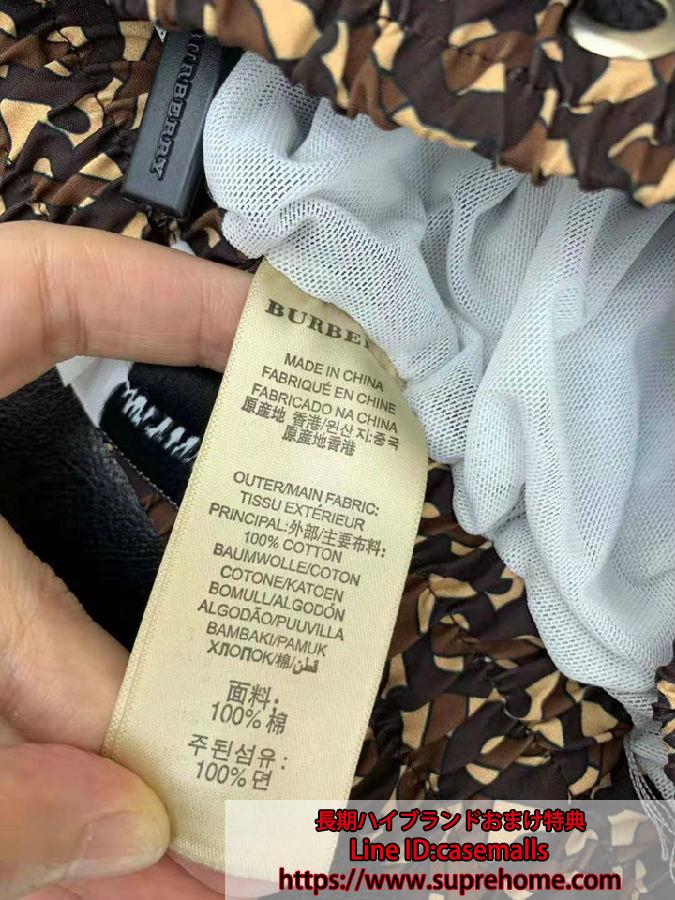 BURBERRY
MADE IN CHINA
FABRIQUÉ EN CHINE
FABRICADO NA CHINA
原産地 香港/원산지:中国
原産地香港
OUTER/MAIN FABRIC:
TISSU EXTÉRIEUR
PRINCIPAL:外部/主要布料:
100% COTTON
BAUMWOLLE/COTON
COTONE/KATOEN
BOMULL/ALGODÓN
ALGODÃO/PUUVILLA
BAMBAKI/PAMUK
ХЛОПОК/棉/قطن
面料:
100%棉
주된섬유:
100%면
長期ハイブランドおまけ特典
Line ID:casemalls
https://www.suprehome.com